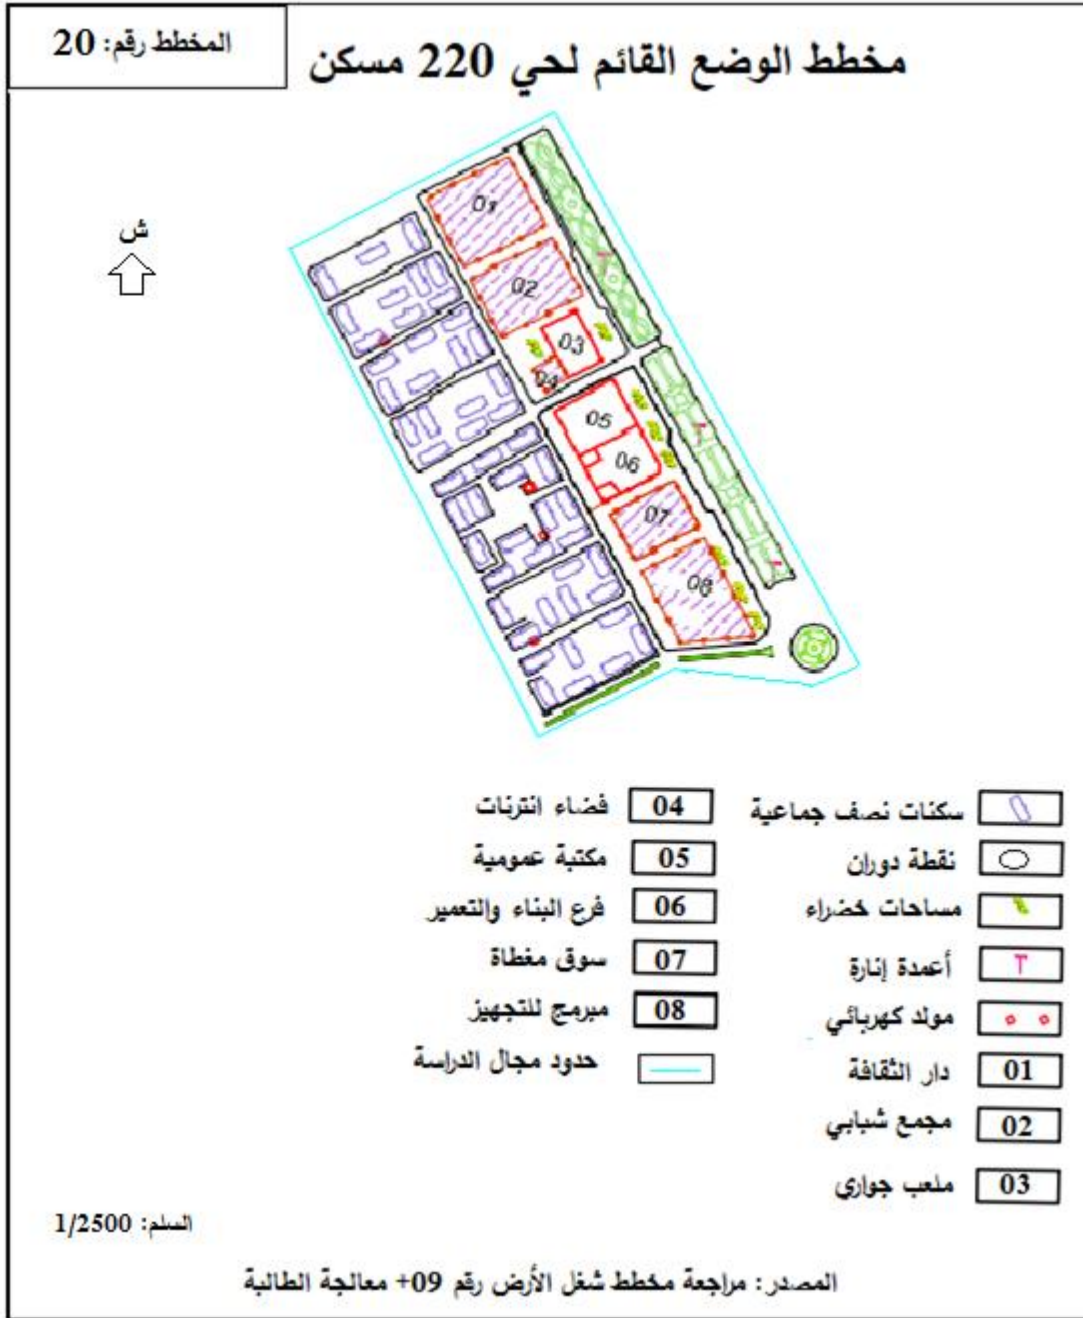 المخطط رقم: 20
مخطط الوضع القائم لحي 220 مسكن
ش
01
02
03
04
05
06
07
08
سكنات نصف جماعية
نقطة دوران
مساحات خضراء
أعمدة إنارة
مولد كهربائي
01 دار الثقافة
02 مجمع شبابي
03 ملعب جواري
04 فضاء انترنات
05 مكتبة عمومية
06 فرع البناء والتعمير
07 سوق مغطاة
08 مبرمج للتجهيز
حدود مجال الدراسة
السلم: 1/2500
المصدر: مراجعة مخطط شغل الأرض رقم 09+ معالجة الطالبة